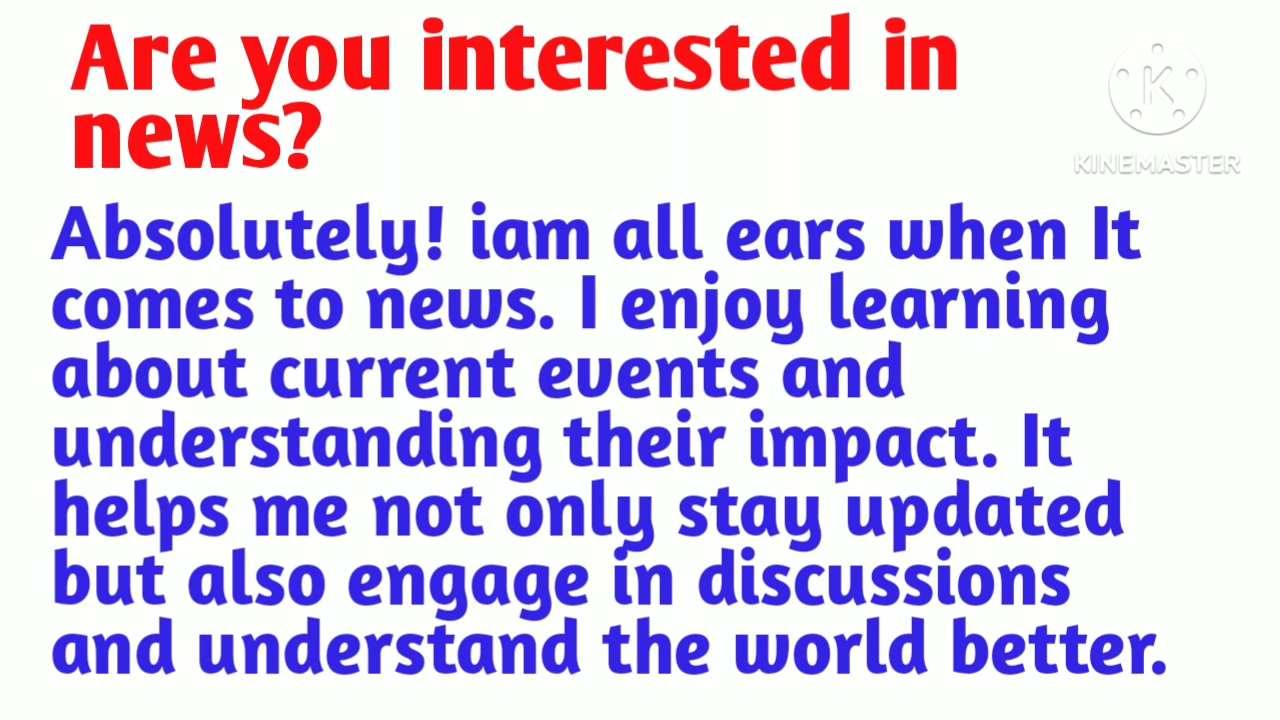 Are you interested in
news?
K
KINEMASTER
Absolutely! iam all ears when It
comes to news. I enjoy learning
about current events and
understanding their impact. It
helps me not only stay updated
but also engage in discussions
and understand the world better.